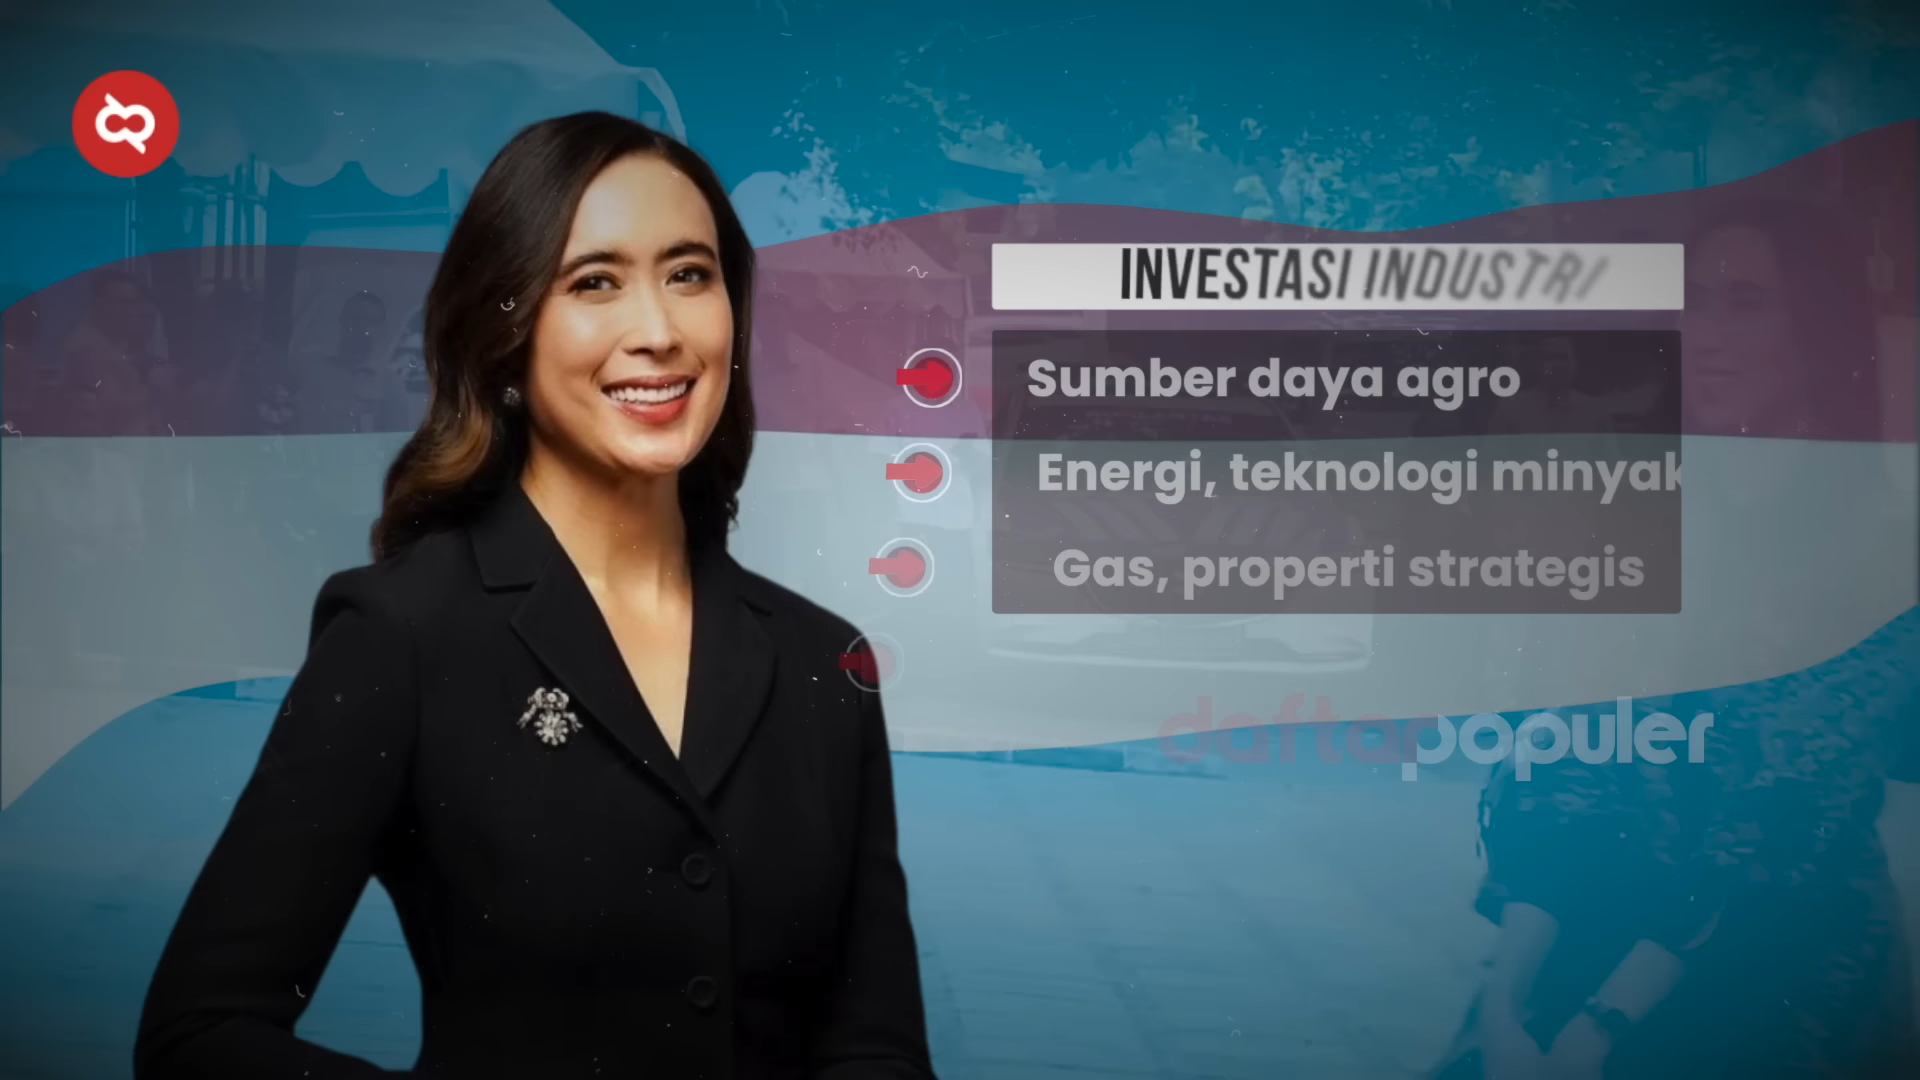 INVESTASI INDUSTRI
Sumber daya agro
Energi, teknologi minyak
Gas, properti strategis
daftarpopuler